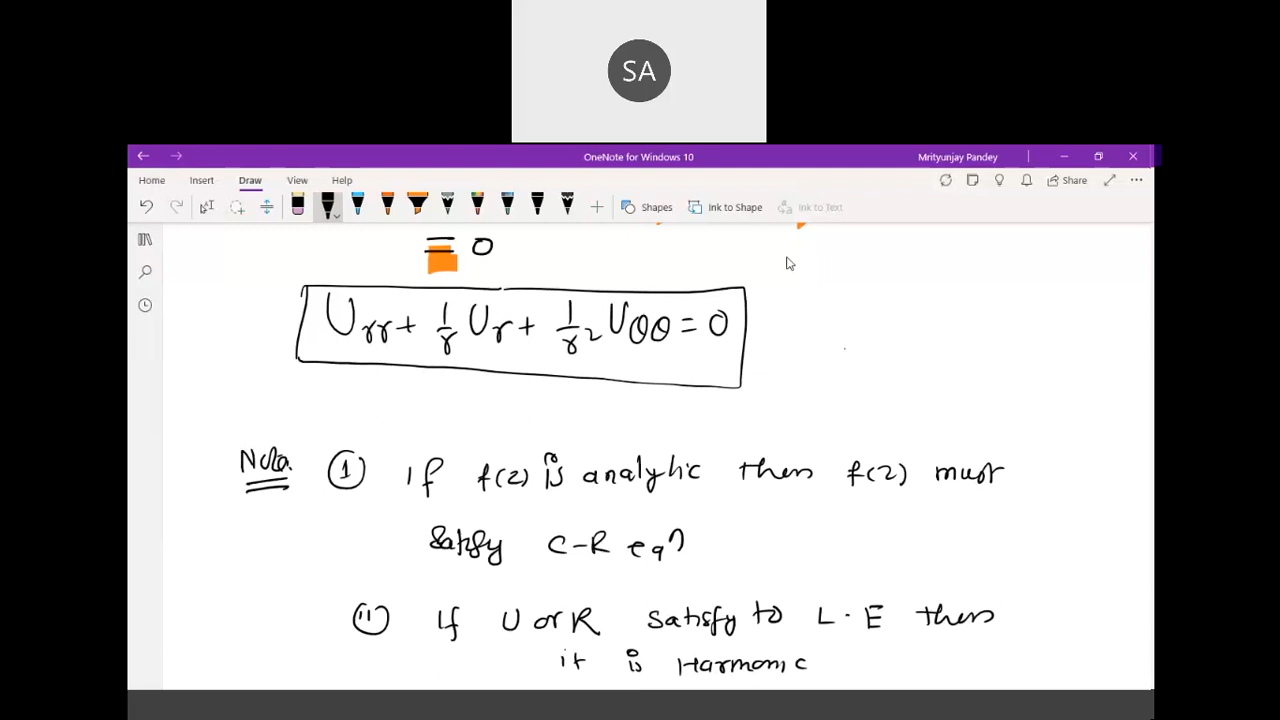 SA
OneNote for Windows 10
Mrityunjay Pandey
Home Insert Draw View Help
Share
Shapes Ink to Shape Ink to Text
= 0
Urr + 1/r Ur + 1/r² Uθθ = 0
Note. ① If f(z) is analytic then f(z) must
satisfy C-R eqn
(ii) If U or R satisfy to L.E then
it is Harmonic